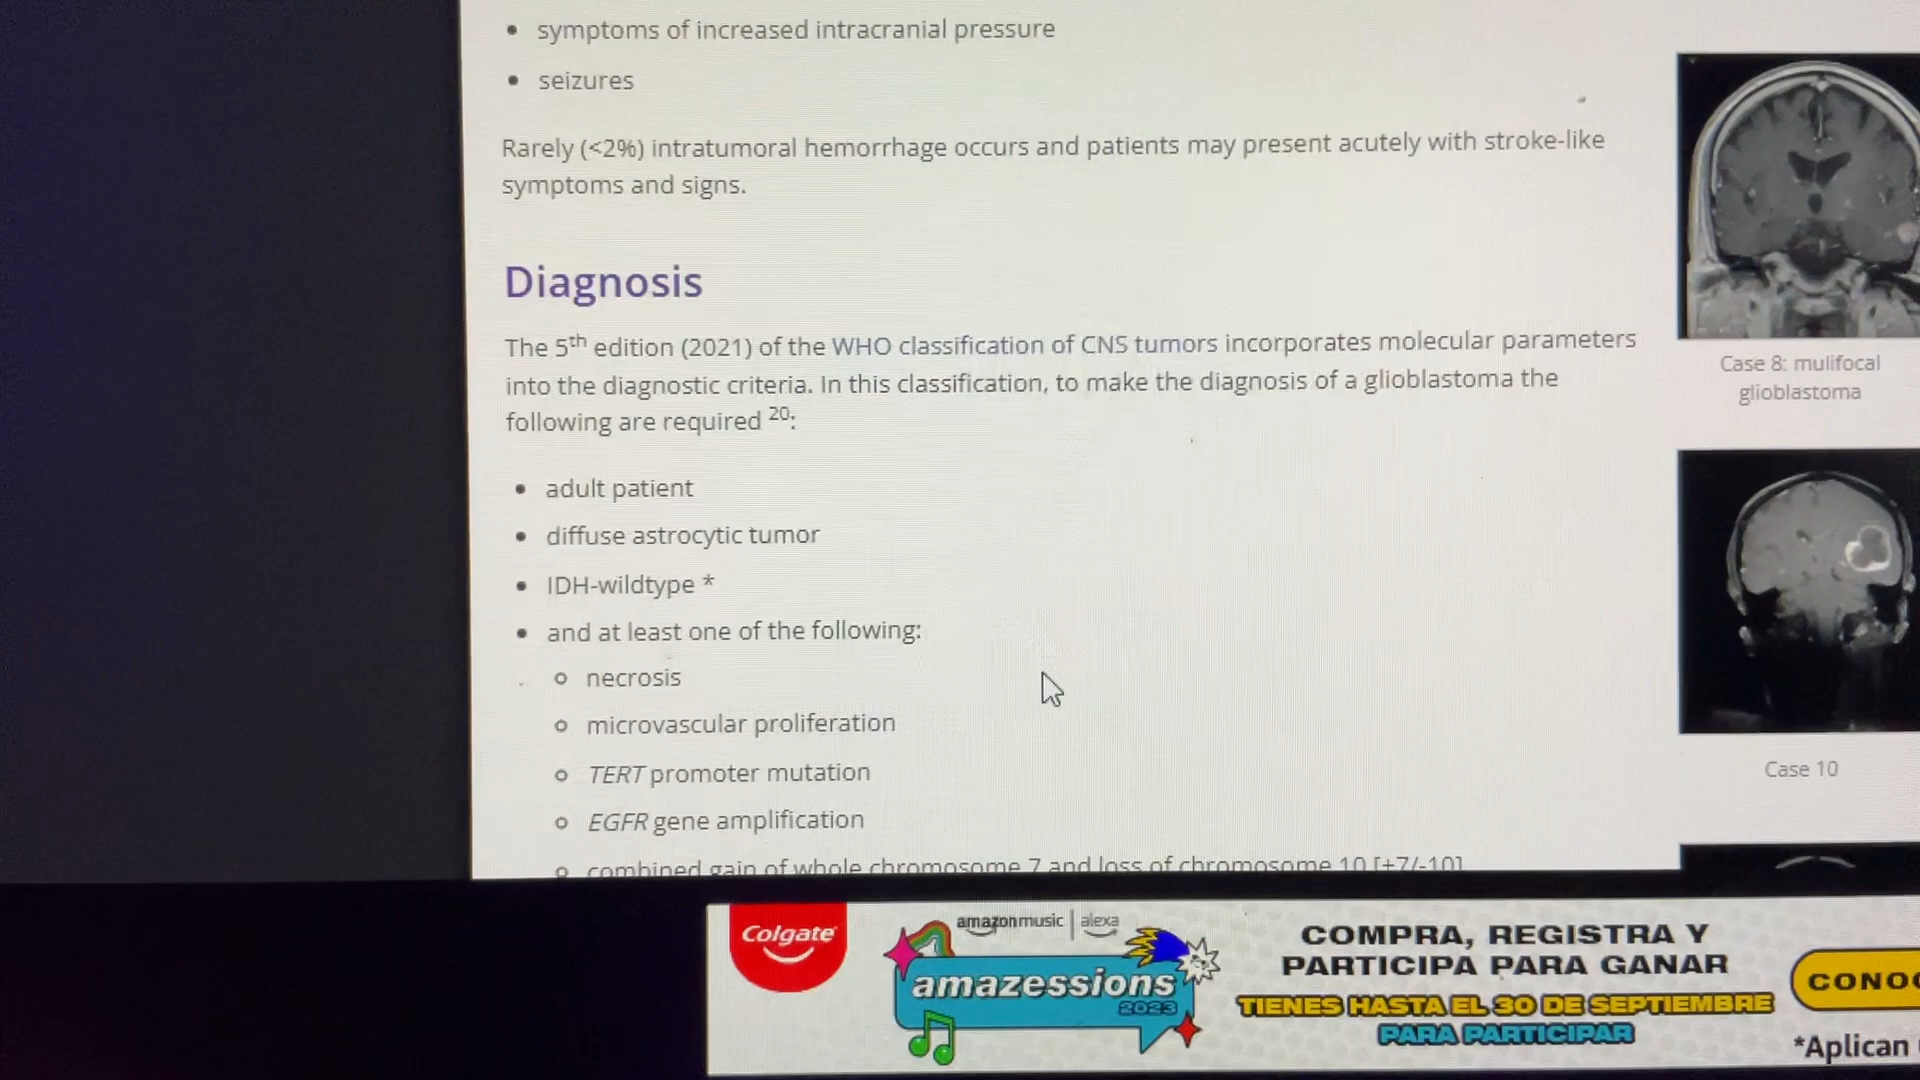 symptoms of increased intracranial pressure
seizures
Rarely (<2%) intratumoral hemorrhage occurs and patients may present acutely with stroke-like
symptoms and signs.
Diagnosis
The 5th edition (2021) of the WHO classification of CNS tumors incorporates molecular parameters
into the diagnostic criteria. In this classification, to make the diagnosis of a glioblastoma the
following are required 20:
adult patient
diffuse astrocytic tumor
IDH-wildtype *
and at least one of the following:
necrosis
microvascular proliferation
TERT promoter mutation
EGFR gene amplification
combined gain of whole chromosome 7 and loss of chromosome 10 [+7/-10]
Case 8: mulifocal
glioblastoma
Case 10
Colgate
amazonmusic | alexa
amazessions
2023
COMPRA, REGISTRA Y
PARTICIPA PARA GANAR
TIENES HASTA EL 30 DE SEPTIEMBRE
PARA PARTICIPAR
CONO
*Aplican